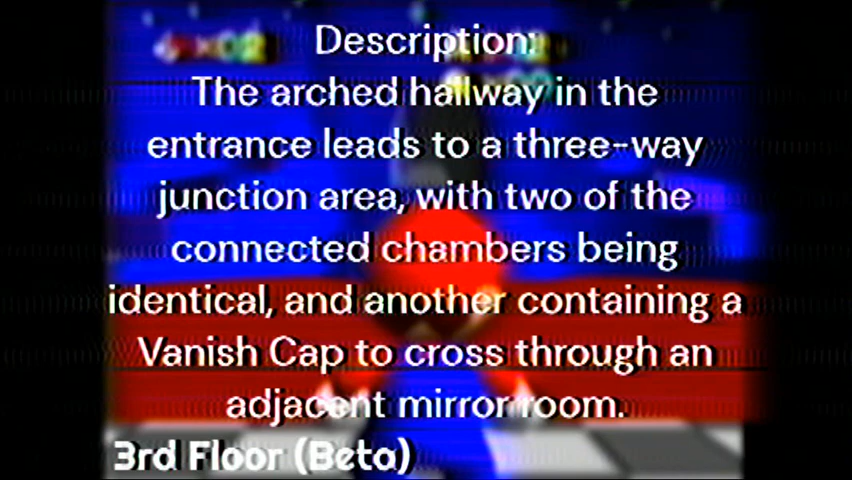 Description:
The arched hallway in the
entrance leads to a three-way
junction area, with two of the
connected chambers being
identical, and another containing a
Vanish Cap to cross through an
adjacent mirror room.
3rd Floor (Beta)